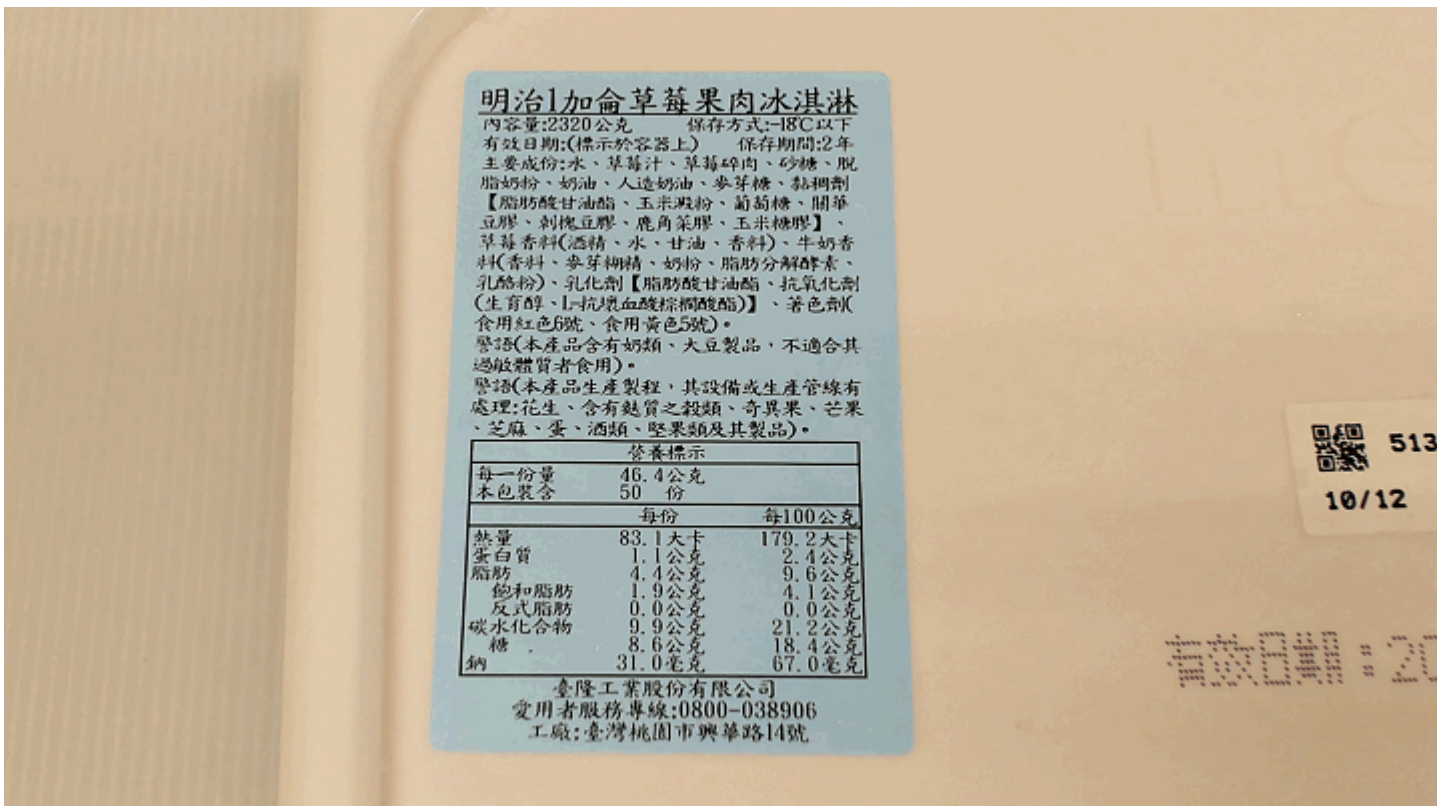 明治1加侖草莓果肉冰淇淋
內容量:2320公克 保存方式:-18℃以下
有效日期:(標示於容器上) 保存期間:2年
主要成份:水、草莓汁、草莓碎肉、砂糖、脫
脂奶粉、奶油、人造奶油、麥芽糖、黏稠劑
【脂肪酸甘油酯、玉米澱粉、葡萄糖、關華
豆膠、刺槐豆膠、鹿角菜膠、玉米糖膠】、
草莓香料(酒精、水、甘油、香料)、牛奶香
料(香料、麥芽糊精、奶粉、脂肪分解酵素、
乳酪粉)、乳化劑【脂肪酸甘油酯、抗氧化劑
(生育醇、L-抗壞血酸棕櫚酸酯)】、著色劑(
食用紅色6號、食用黃色5號)。
警語(本產品含有奶類、大豆製品,不適合其
過敏體質者食用)。
警語(本產品生產製程,其設備或生產管線有
處理:花生、含有麩質之穀類、奇異果、芒果
、芝麻、蛋、酒類、堅果類及其製品)。
營養標示
每一份量 46.4公克
本包裝含 50 份
每份 每100公克
熱量 83.1大卡 179.2大卡
蛋白質 1.1公克 2.4公克
脂肪 4.4公克 9.6公克
飽和脂肪 1.9公克 4.1公克
反式脂肪 0.0公克 0.0公克
碳水化合物 9.9公克 21.2公克
糖 8.6公克 18.4公克
鈉 31.0毫克 67.0毫克
臺隆工業股份有限公司
愛用者服務專線:0800-038906
工廠:臺灣桃園市興華路14號
513
10/12
有效日期:20